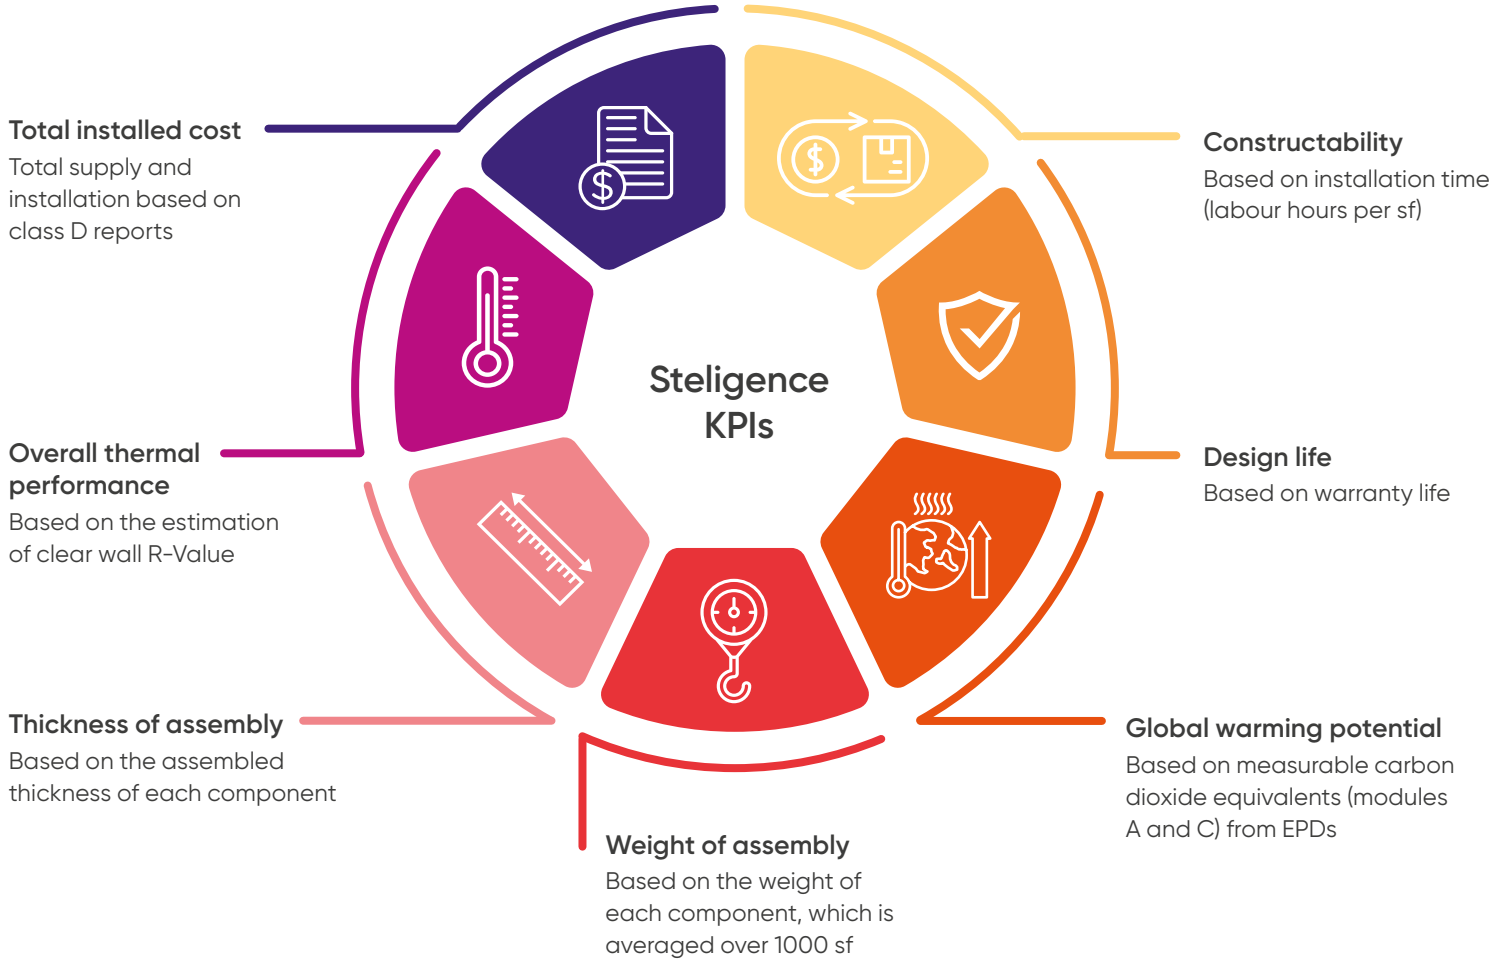 Steligence
KPIs
Total installed cost
Total supply and
installation based on
class D reports
Constructability
Based on installation time
(labour hours per sf)
Overall thermal
performance
Based on the estimation
of clear wall R-Value
Design life
Based on warranty life
Thickness of assembly
Based on the assembled
thickness of each component
Global warming potential
Based on measurable carbon
dioxide equivalents (modules
A and C) from EPDs
Weight of assembly
Based on the weight of
each component, which is
averaged over 1000 sf